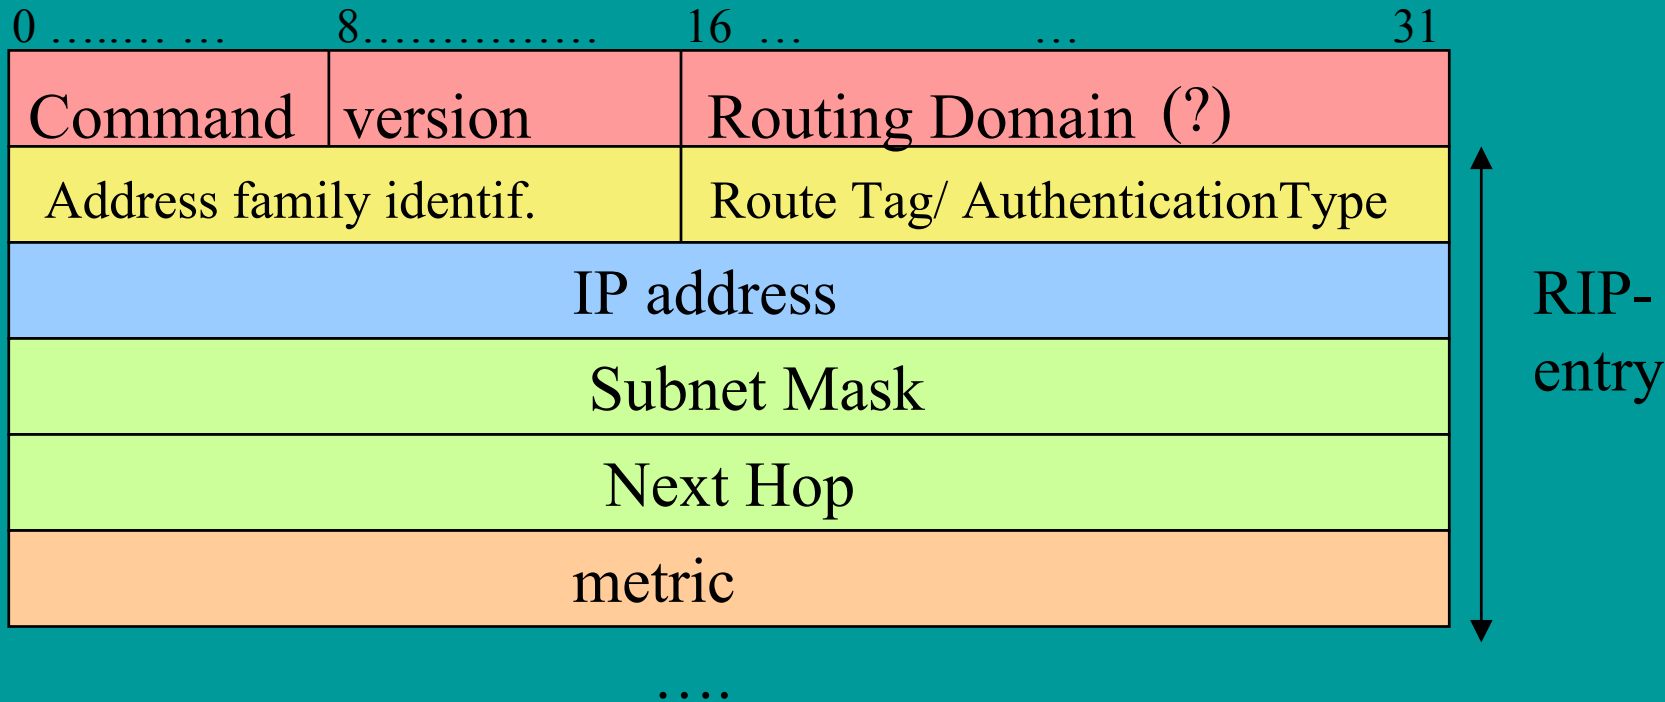 0 ........ ... 8............... 16 ... ... 31
Command version Routing Domain (?)
Address family identif. Route Tag/ AuthenticationType
IP address
RIP-
entry
Subnet Mask
Next Hop
metric
....